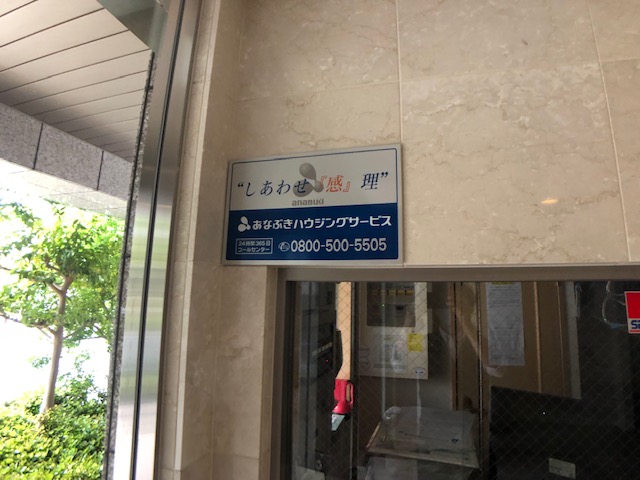 “しあわせ『感』理”
anabuki
あなぶきハウジングサービス
24時間365日
コールセンター
0800-500-5505